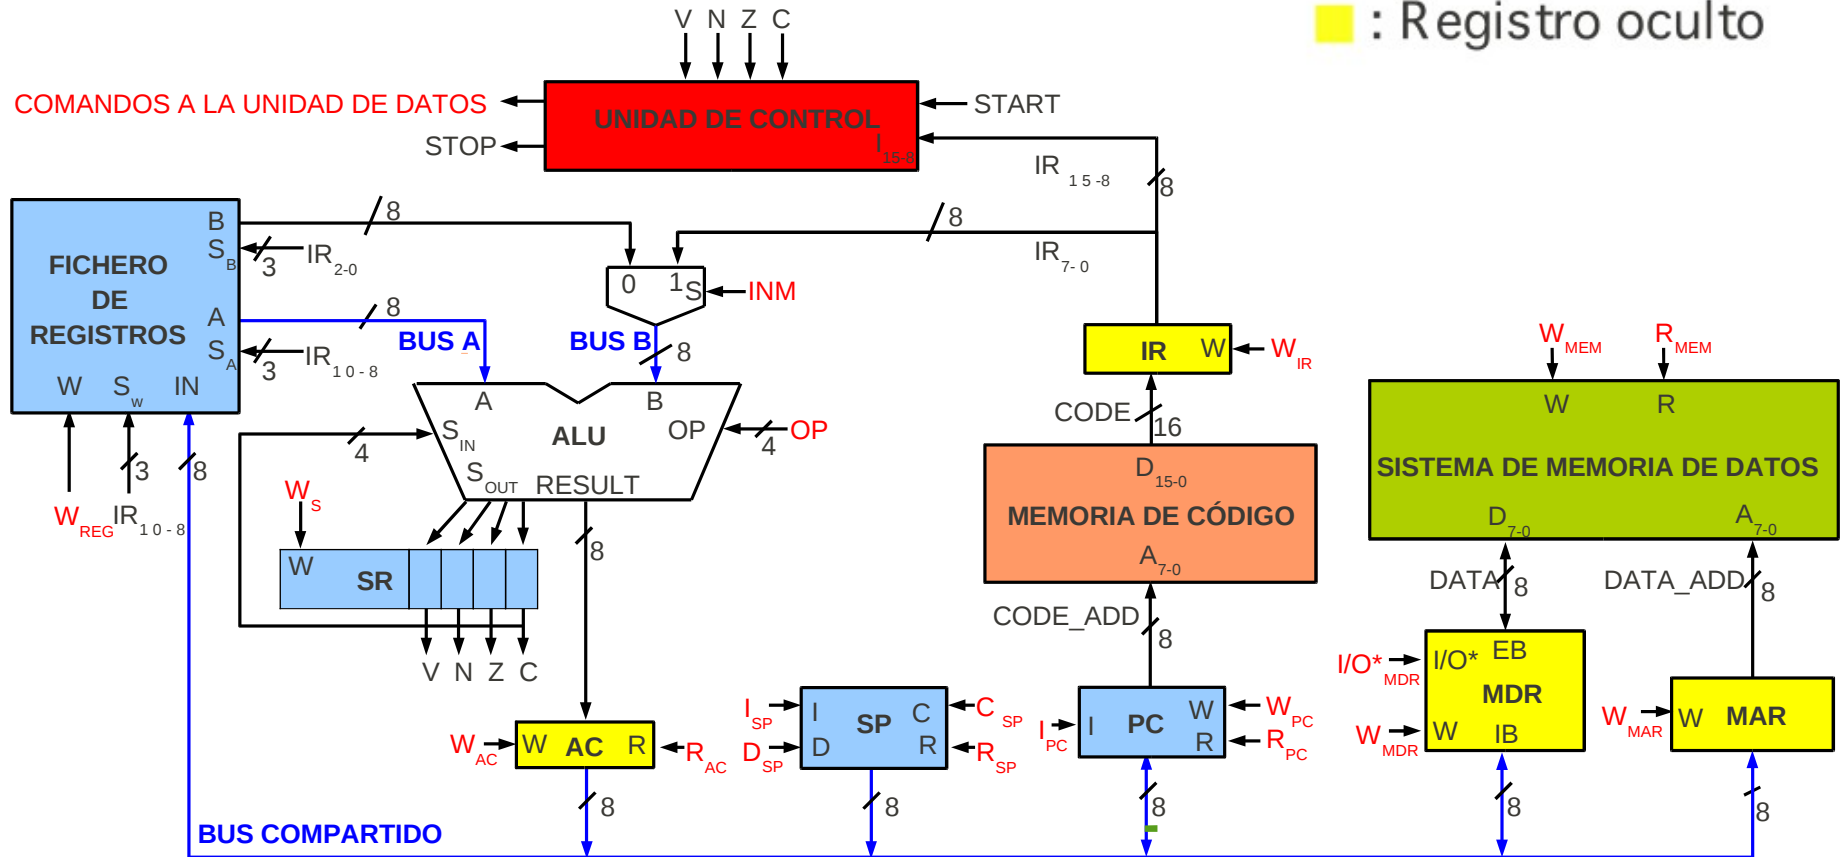 V N Z C
: Registro oculto
COMANDOS A LA UNIDAD DE DATOS
UNIDAD DE CONTROL
START
STOP
I15-8
IR 15-8
8
B
8
8
SB
3
IR2-0
IR7-0
FICHERO
DE
REGISTROS
0
1
S
INM
A
8
BUS A
BUS B
8
SA
3
IR10-8
IR
W
WIR
WMEM
RMEM
W
Sw
IN
A
B
CODE
16
W
R
SIN
ALU
OP
4
OP
4
3
8
SOUT
RESULT
D15-0
SISTEMA DE MEMORIA DE DATOS
WS
WREG
IR10-8
MEMORIA DE CÓDIGO
D7-0
A7-0
8
W
SR
A7-0
DATA
8
DATA_ADD
8
CODE_ADD
8
V N Z C
I/O*MDR
I/O*
EB
MDR
WMDR
W
IB
WMAR
W
MAR
ISP
I
SP
C
CSP
DSP
D
R
RSP
IPC
I
PC
W
WPC
R
RPC
WAC
W
AC
R
RAC
8
8
8
8
8
BUS COMPARTIDO